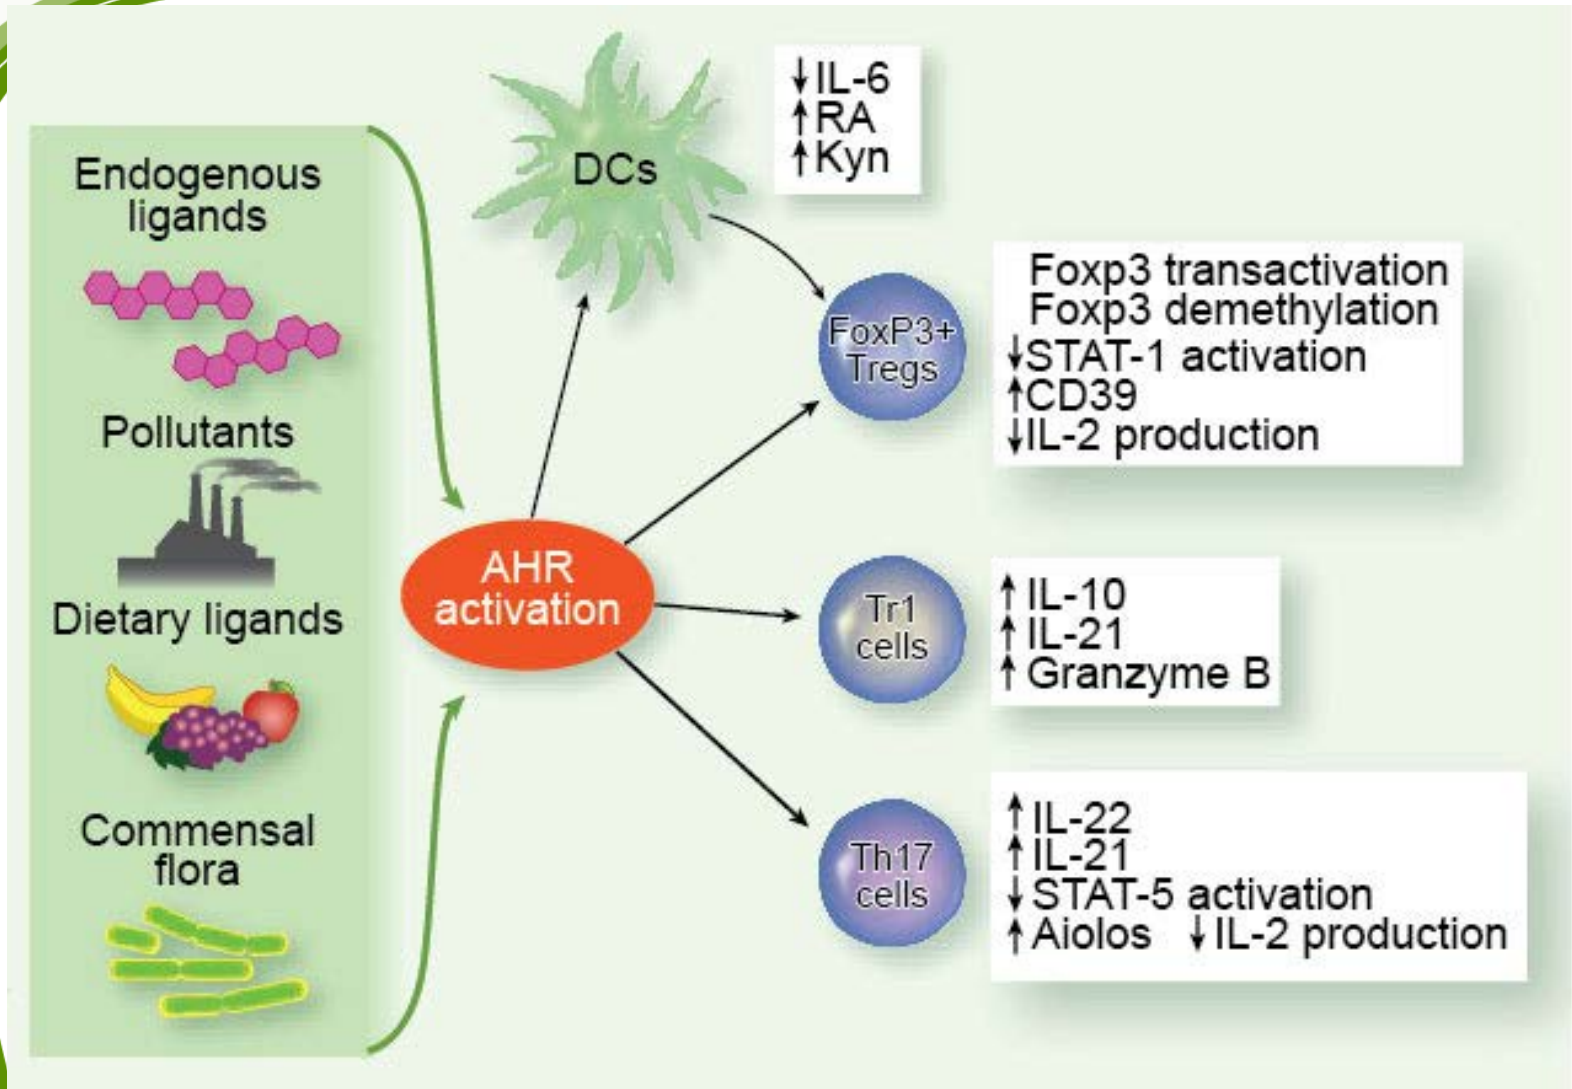 Endogenous
ligands
Pollutants
Dietary ligands
Commensal
flora
AHR
activation
DCs
↓IL-6
↑RA
↑Kyn
FoxP3+
Tregs
Foxp3 transactivation
Foxp3 demethylation
↓STAT-1 activation
↑CD39
↓IL-2 production
Tr1
cells
↑IL-10
↑IL-21
↑Granzyme B
Th17
cells
↑IL-22
↑IL-21
↓STAT-5 activation
↑Aiolos ↓IL-2 production